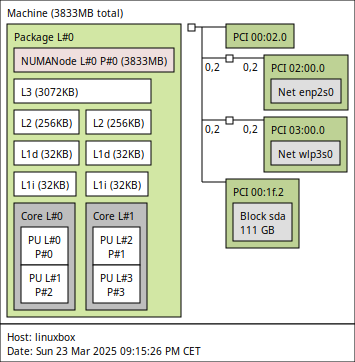 Machine (3833MB total)
Package L#0
NUMANode L#0 P#0 (3833MB)
L3 (3072KB)
L2 (256KB) L2 (256KB)
L1d (32KB) L1d (32KB)
L1i (32KB) L1i (32KB)
Core L#0 Core L#1
PU L#0 PU L#2
P#0 P#1
PU L#1 PU L#3
P#2 P#3
PCI 00:02.0
0,2 0,2 PCI 02:00.0
Net enp2s0
0,2 0,2 PCI 03:00.0
Net wlp3s0
PCI 00:1f.2
Block sda
111 GB
Host: linuxbox
Date: Sun 23 Mar 2025 09:15:26 PM CET